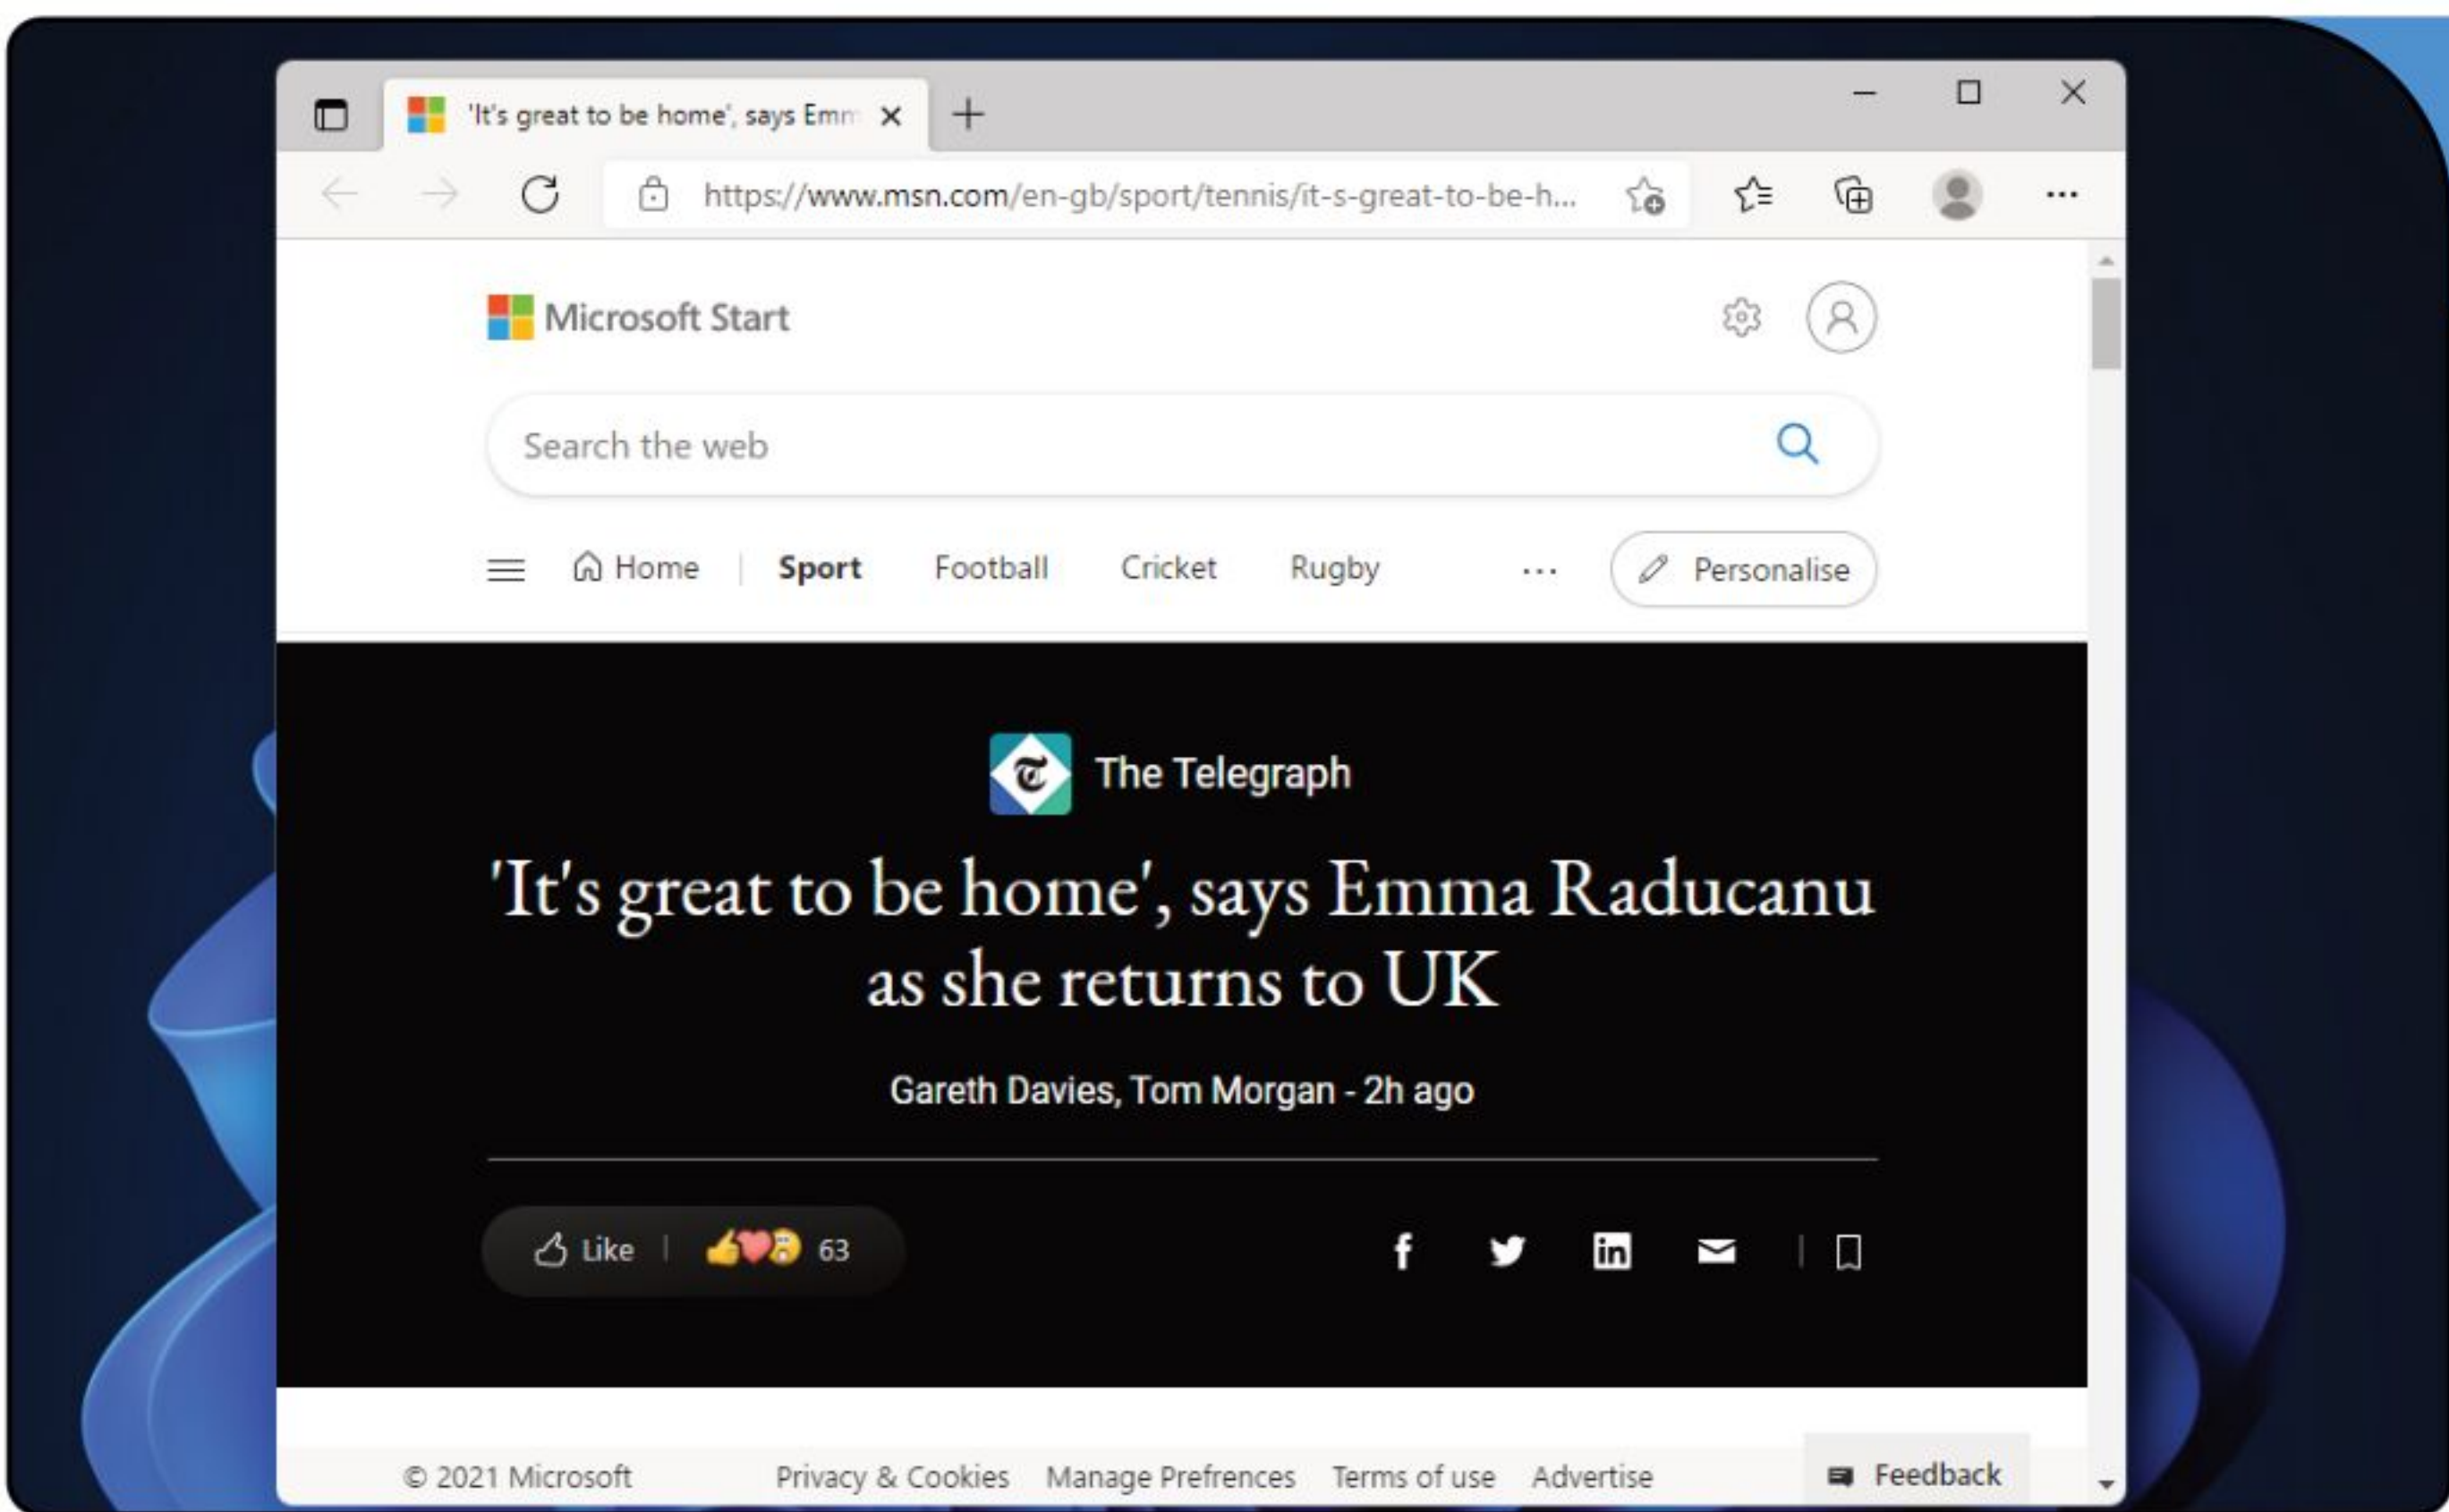 'It's great to be home', says Emm
https://www.msn.com/en-gb/sport/tennis/it-s-great-to-be-h...
Microsoft Start
Search the web
Home | Sport Football Cricket Rugby ... Personalise
The Telegraph
'It's great to be home', says Emma Raducanu
as she returns to UK
Gareth Davies, Tom Morgan - 2h ago
Like | 63
© 2021 Microsoft Privacy & Cookies Manage Prefrences Terms of use Advertise Feedback